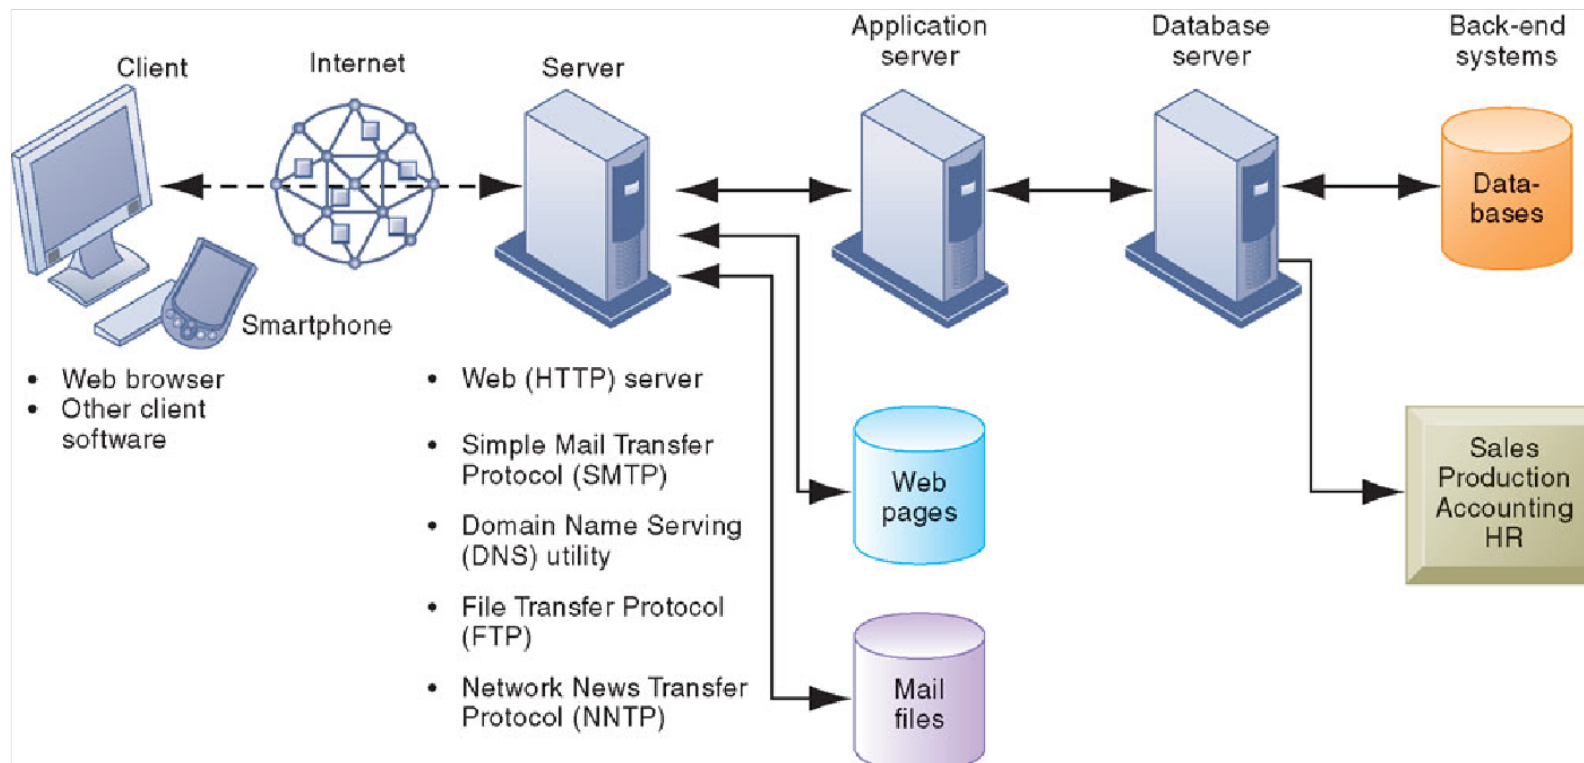 Client
Internet
Server
Application
server
Database
server
Back-end
systems
Data-
bases
Smartphone
• Web browser
• Other client
software
• Web (HTTP) server
• Simple Mail Transfer
Protocol (SMTP)
• Domain Name Serving
(DNS) utility
• File Transfer Protocol
(FTP)
• Network News Transfer
Protocol (NNTP)
Web
pages
Mail
files
Sales
Production
Accounting
HR